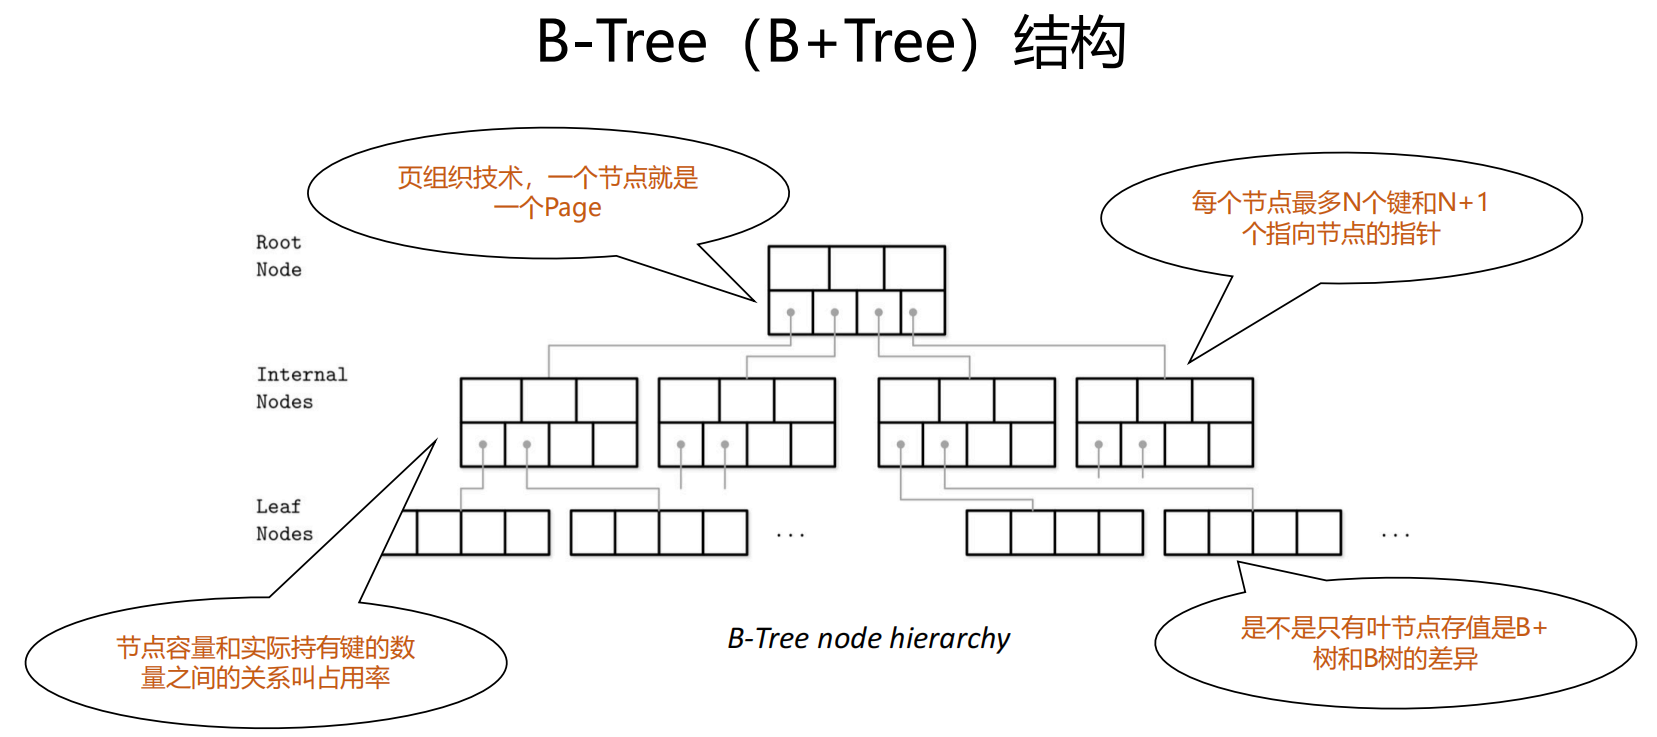 B-Tree（B+Tree）结构
页组织技术，一个节点就是
一个Page
每个节点最多N个键和N+1
个指向节点的指针
Root
Node
Internal
Nodes
Leaf
Nodes
...
...
节点容量和实际持有键的数
量之间的关系叫占用率
B-Tree node hierarchy
是不是只有叶节点存值是B+
树和B树的差异